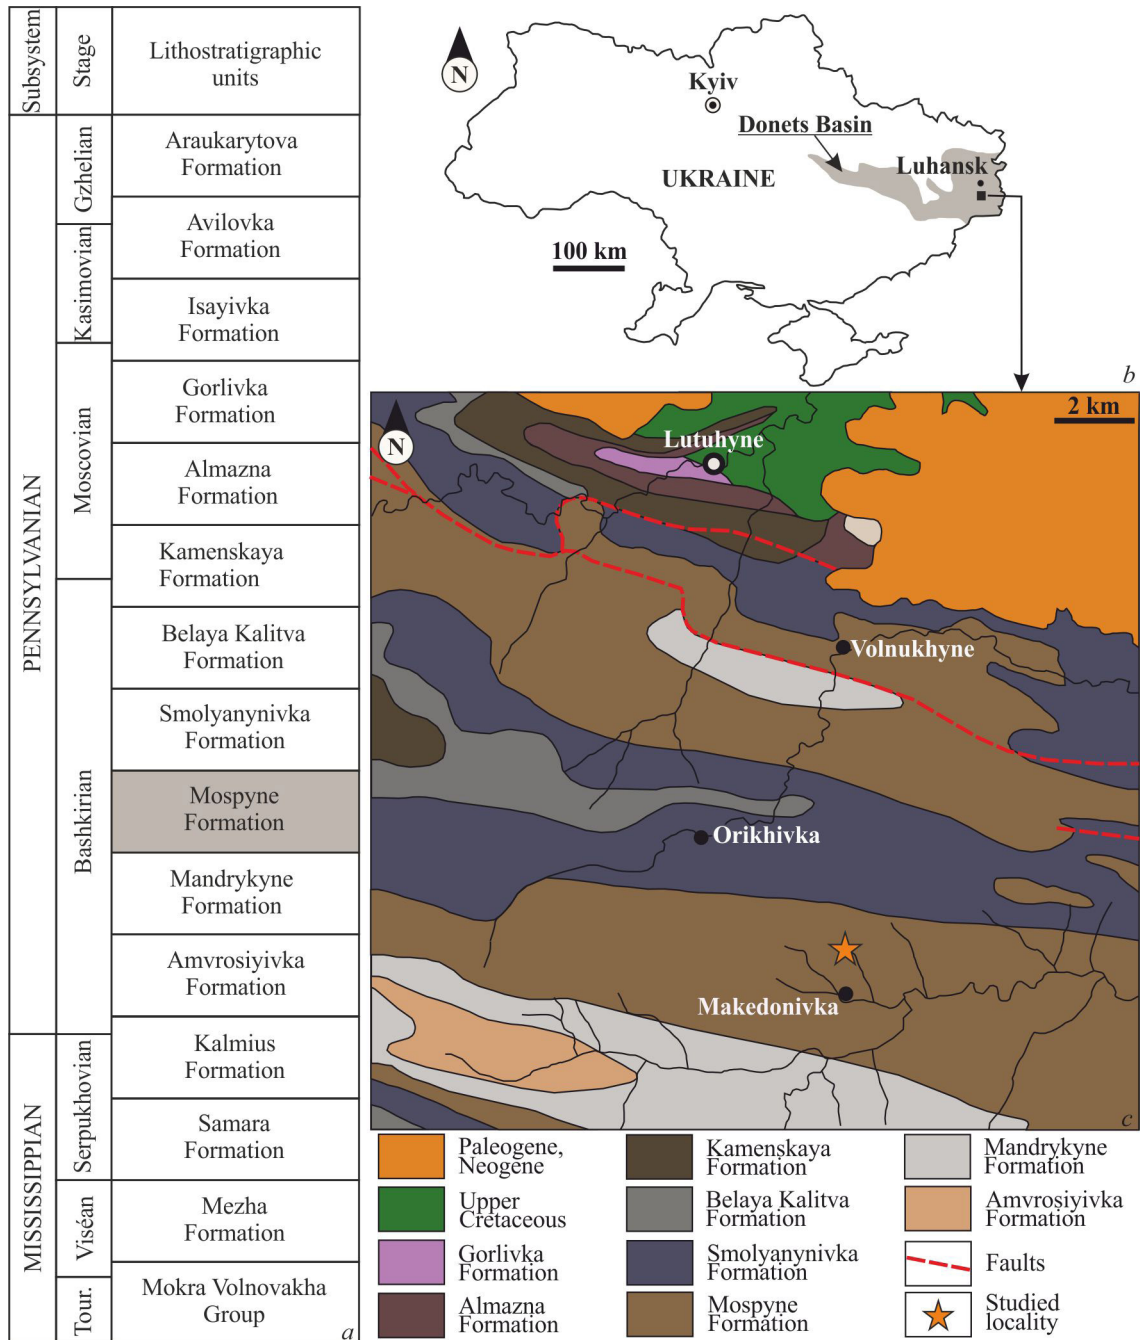 Subsystem
Stage
Lithostratigraphic
units
PENNSYLVANIAN
MISSISSIPPIAN
Gzhelian
Kasimovian
Moscovian
Bashkirian
Serpukhovian
Viséan
Tour.
Araukarytova
Formation
Avilovka
Formation
Isayivka
Formation
Gorlivka
Formation
Almazna
Formation
Kamenskaya
Formation
Belaya Kalitva
Formation
Smolyanynivka
Formation
Mospyne
Formation
Mandrykyne
Formation
Amvrosiyivka
Formation
Kalmius
Formation
Samara
Formation
Mezha
Formation
Mokra Volnovakha
Group
a
N
Kyiv
Donets Basin
Luhansk
UKRAINE
100 km
b
N
2 km
Lutuhyne
Volnukhyne
Orikhivka
Makedonivka
c
Paleogene,
Neogene
Upper
Cretaceous
Gorlivka
Formation
Almazna
Formation
Kamenskaya
Formation
Belaya Kalitva
Formation
Smolyanynivka
Formation
Mospyne
Formation
Mandrykyne
Formation
Amvrosiyivka
Formation
Faults
Studied
locality